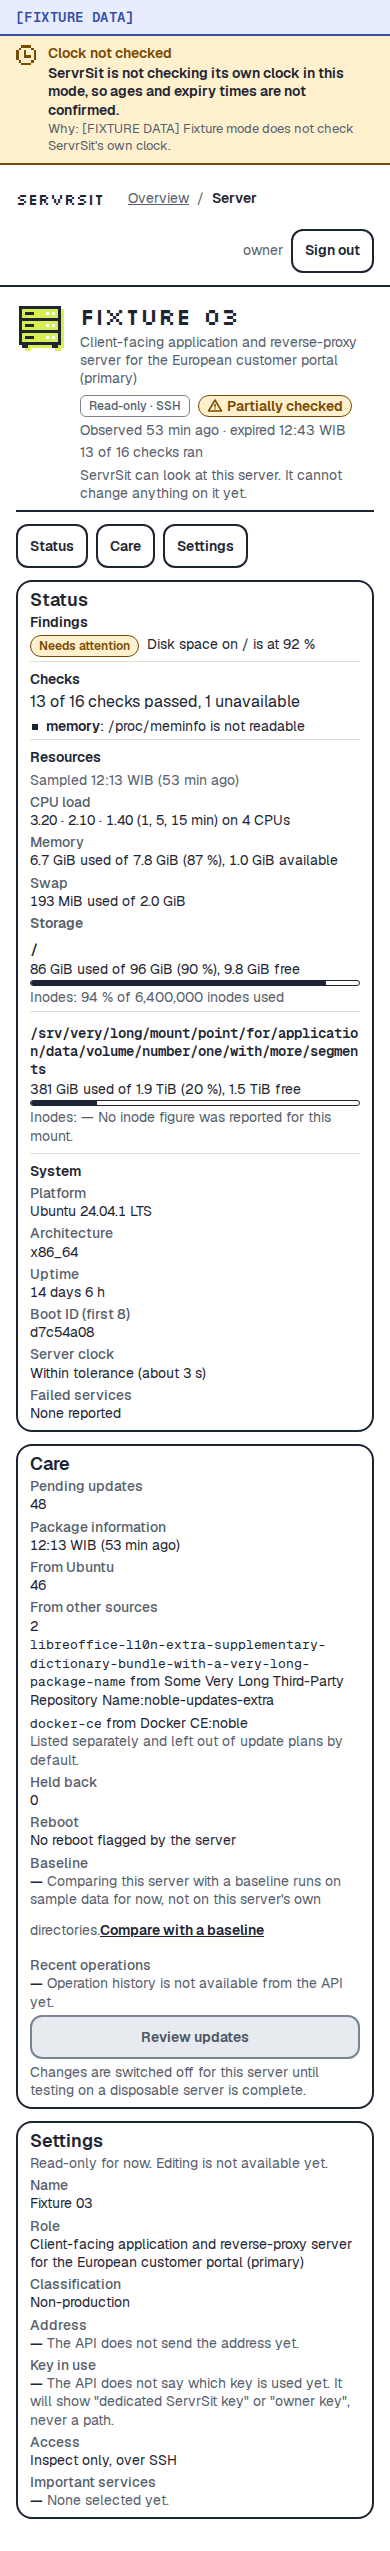 [FIXTURE DATA]
Clock not checked
ServrSit is not checking its own clock in this
mode, so ages and expiry times are not
confirmed.
Why: [FIXTURE DATA] Fixture mode does not check
ServrSit's own clock.
SERVRSIT
Overview / Server
owner Sign out
FIXTURE 03
Client-facing application and reverse-proxy
server for the European customer portal
(primary)
Read-only · SSH Partially checked
Observed 53 min ago · expired 12:43 WIB
13 of 16 checks ran
ServrSit can look at this server. It cannot
change anything on it yet.
Status Care Settings
Status
Findings
Needs attention Disk space on / is at 92 %
Checks
13 of 16 checks passed, 1 unavailable
▪ memory: /proc/meminfo is not readable
Resources
Sampled 12:13 WIB (53 min ago)
CPU load
3.20 · 2.10 · 1.40 (1, 5, 15 min) on 4 CPUs
Memory
6.7 GiB used of 7.8 GiB (87 %), 1.0 GiB available
Swap
193 MiB used of 2.0 GiB
Storage
/
86 GiB used of 96 GiB (90 %), 9.8 GiB free
Inodes: 94 % of 6,400,000 inodes used
/srv/very/long/mount/point/for/applicatio
n/data/volume/number/one/with/more/segmen
ts
381 GiB used of 1.9 TiB (20 %), 1.5 TiB free
Inodes: — No inode figure was reported for this
mount.
System
Platform
Ubuntu 24.04.1 LTS
Architecture
x86_64
Uptime
14 days 6 h
Boot ID (first 8)
d7c54a08
Server clock
Within tolerance (about 3 s)
Failed services
None reported
Care
Pending updates
48
Package information
12:13 WIB (53 min ago)
From Ubuntu
46
From other sources
2
libreoffice-l10n-extra-supplementary-
dictionary-bundle-with-a-very-long-
package-name from Some Very Long Third-Party
Repository Name:noble-updates-extra
docker-ce from Docker CE:noble
Listed separately and left out of update plans by
default.
Held back
0
Reboot
No reboot flagged by the server
Baseline
— Comparing this server with a baseline runs on
sample data for now, not on this server's own
directories.Compare with a baseline
Recent operations
— Operation history is not available from the API
yet.
Review updates
Changes are switched off for this server until
testing on a disposable server is complete.
Settings
Read-only for now. Editing is not available yet.
Name
Fixture 03
Role
Client-facing application and reverse-proxy server
for the European customer portal (primary)
Classification
Non-production
Address
— The API does not send the address yet.
Key in use
— The API does not say which key is used yet. It
will show "dedicated ServrSit key" or "owner key",
never a path.
Access
Inspect only, over SSH
Important services
— None selected yet.